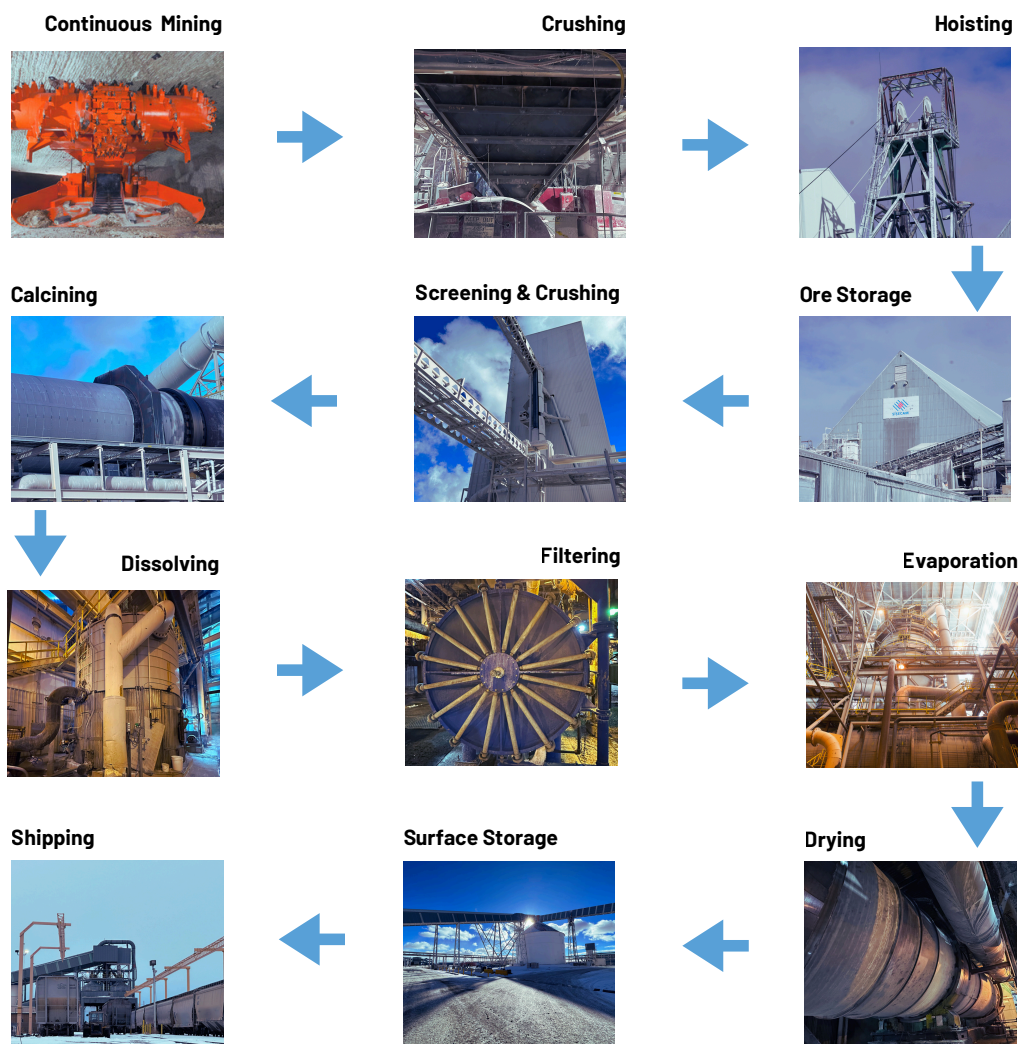 Continuous Mining
Crushing
Hoisting
Calcining
Screening & Crushing
Ore Storage
Dissolving
Filtering
Evaporation
Shipping
Surface Storage
Drying